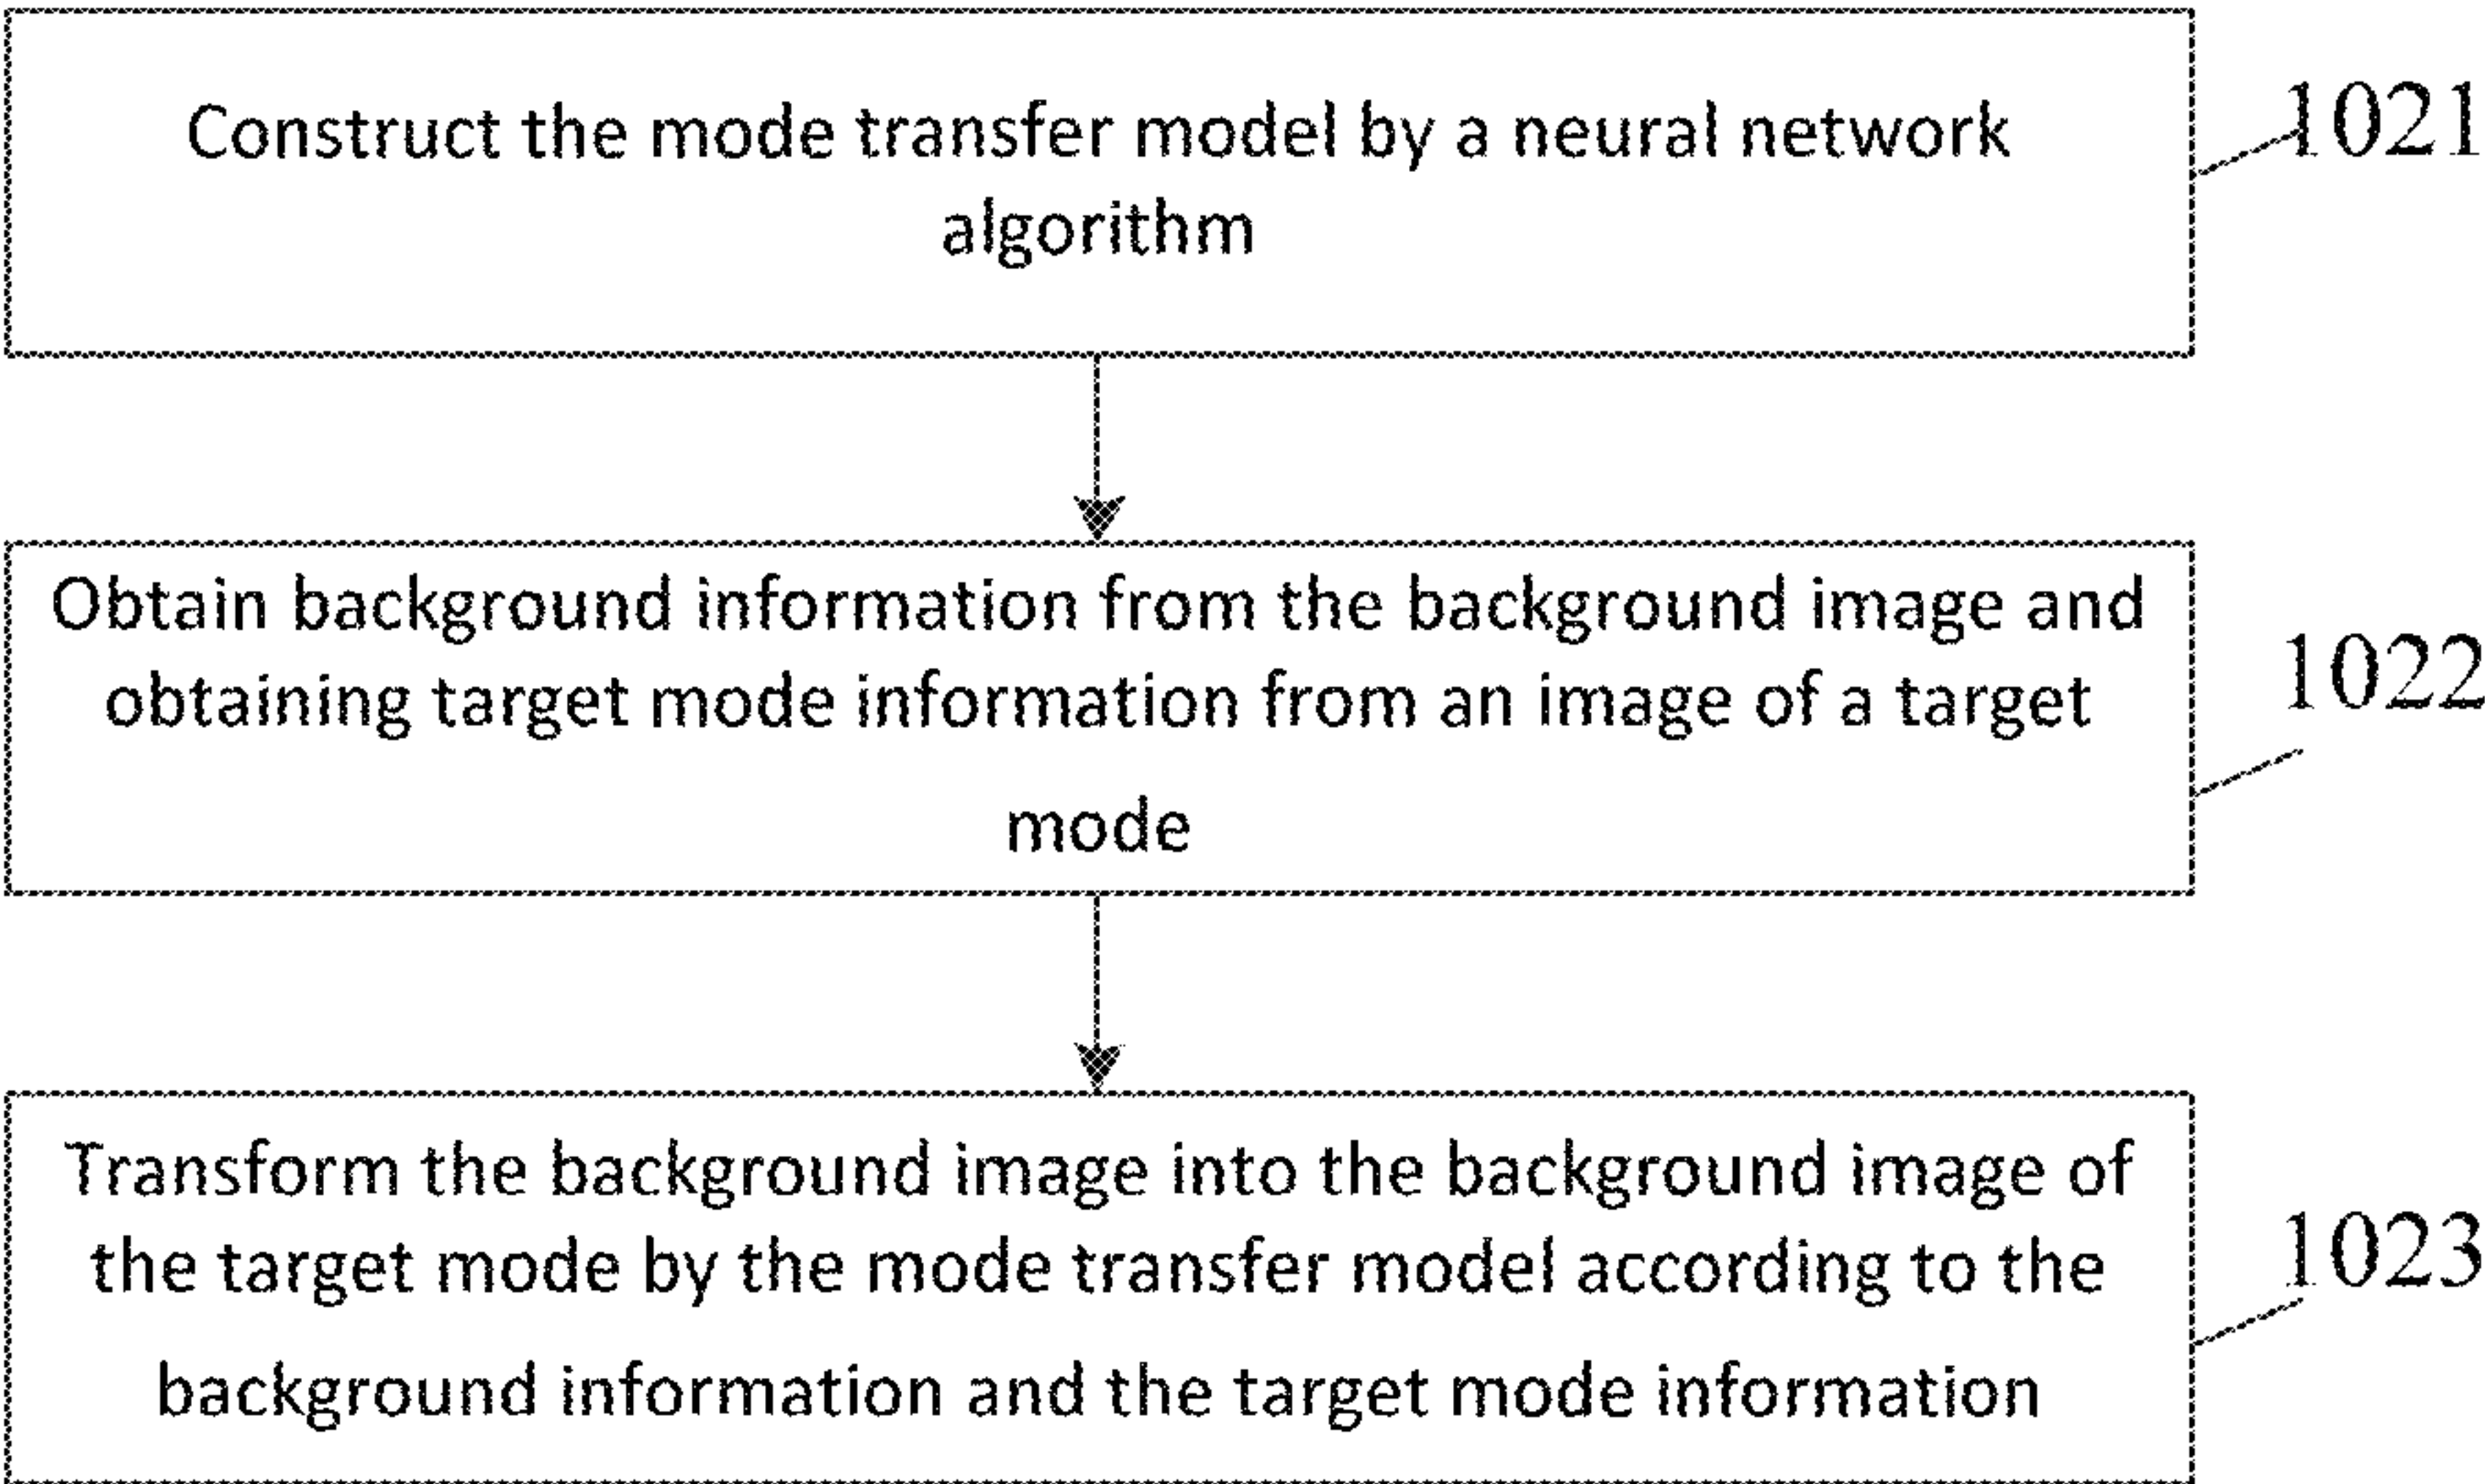 Construct the mode transfer model by a neural network
algorithm
1021
Obtain background information from the background image and
obtaining target mode information from an image of a target
mode
1022
Transform the background image into the background image of
the target mode by the mode transfer model according to the
background information and the target mode information
1023